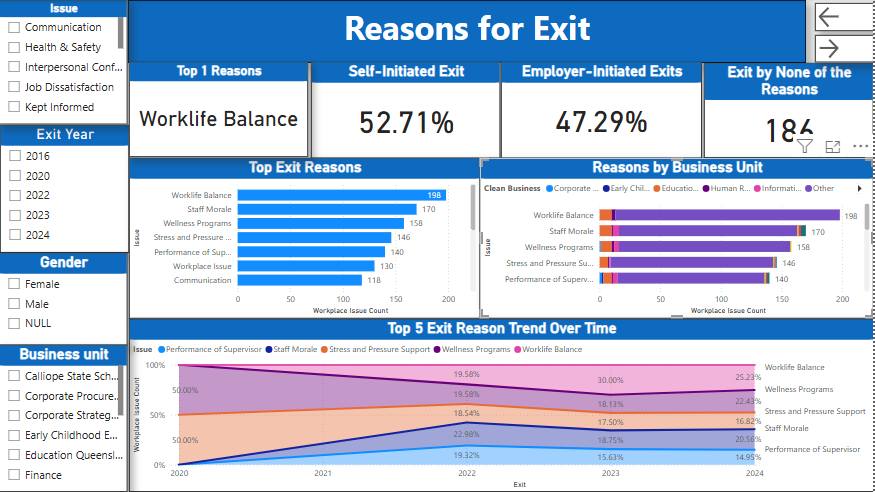 Issue
Communication
Health & Safety
Interpersonal Conf...
Job Dissatisfaction
Kept Informed
Exit Year
2016
2020
2022
2023
2024
Gender
Female
Male
NULL
Business unit
Calliope State Sch...
Corporate Procure...
Corporate Strateg...
Early Childhood E...
Education Queensl...
Finance
Reasons for Exit
Top 1 Reasons
Worklife Balance
Self-Initiated Exit
52.71%
Employer-Initiated Exits
47.29%
Exit by None of the
Reasons
186
Top Exit Reasons
Issue
Worklife Balance 198
Staff Morale 170
Wellness Programs 158
Stress and Pressure ... 146
Performance of Sup... 140
Workplace Issue 130
Communication 118
0 50 100 150 200
Workplace Issue Count
Reasons by Business Unit
Clean Business Corporate ... Early Chil... Educatio... Human R... Informati... Other
Issue
Worklife Balance 198
Staff Morale 170
Wellness Programs 158
Stress and Pressure Su... 146
Performance of Superv... 140
0 50 100 150 200
Workplace Issue Count
Top 5 Exit Reason Trend Over Time
Issue Performance of Supervisor Staff Morale Stress and Pressure Support Wellness Programs Worklife Balance
Workplace Issue Count
100%
50%
0%
50.00%
50.00%
19.58%
19.58%
18.54%
22.98%
19.32%
30.00%
18.13%
17.50%
18.75%
15.63%
25.23%
22.43%
16.82%
20.56%
14.95%
Worklife Balance
Wellness Programs
Stress and Pressure Support
Staff Morale
Performance of Supervisor
2020 2021 2022 2023 2024
Exit